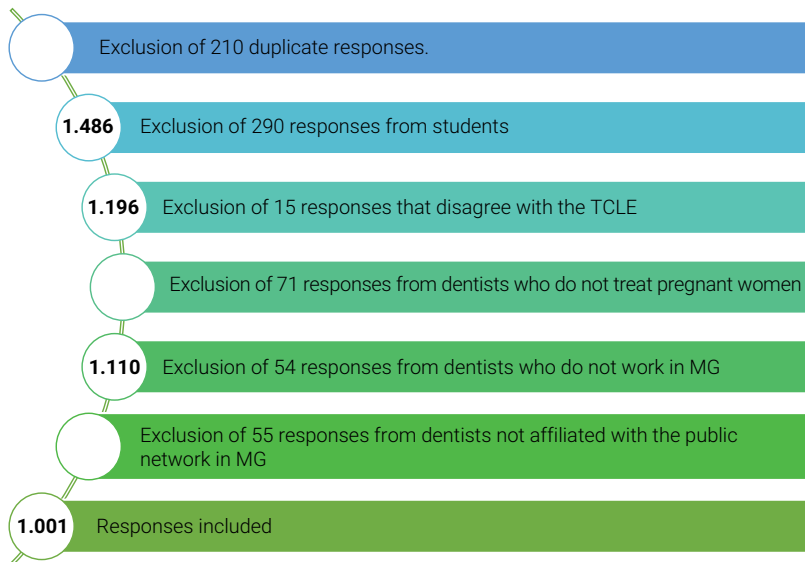 Exclusion of 210 duplicate responses.
1.486 Exclusion of 290 responses from students
1.196 Exclusion of 15 responses that disagree with the TCLE
Exclusion of 71 responses from dentists who do not treat pregnant women
1.110 Exclusion of 54 responses from dentists who do not work in MG
Exclusion of 55 responses from dentists not affiliated with the public
network in MG
1.001 Responses included